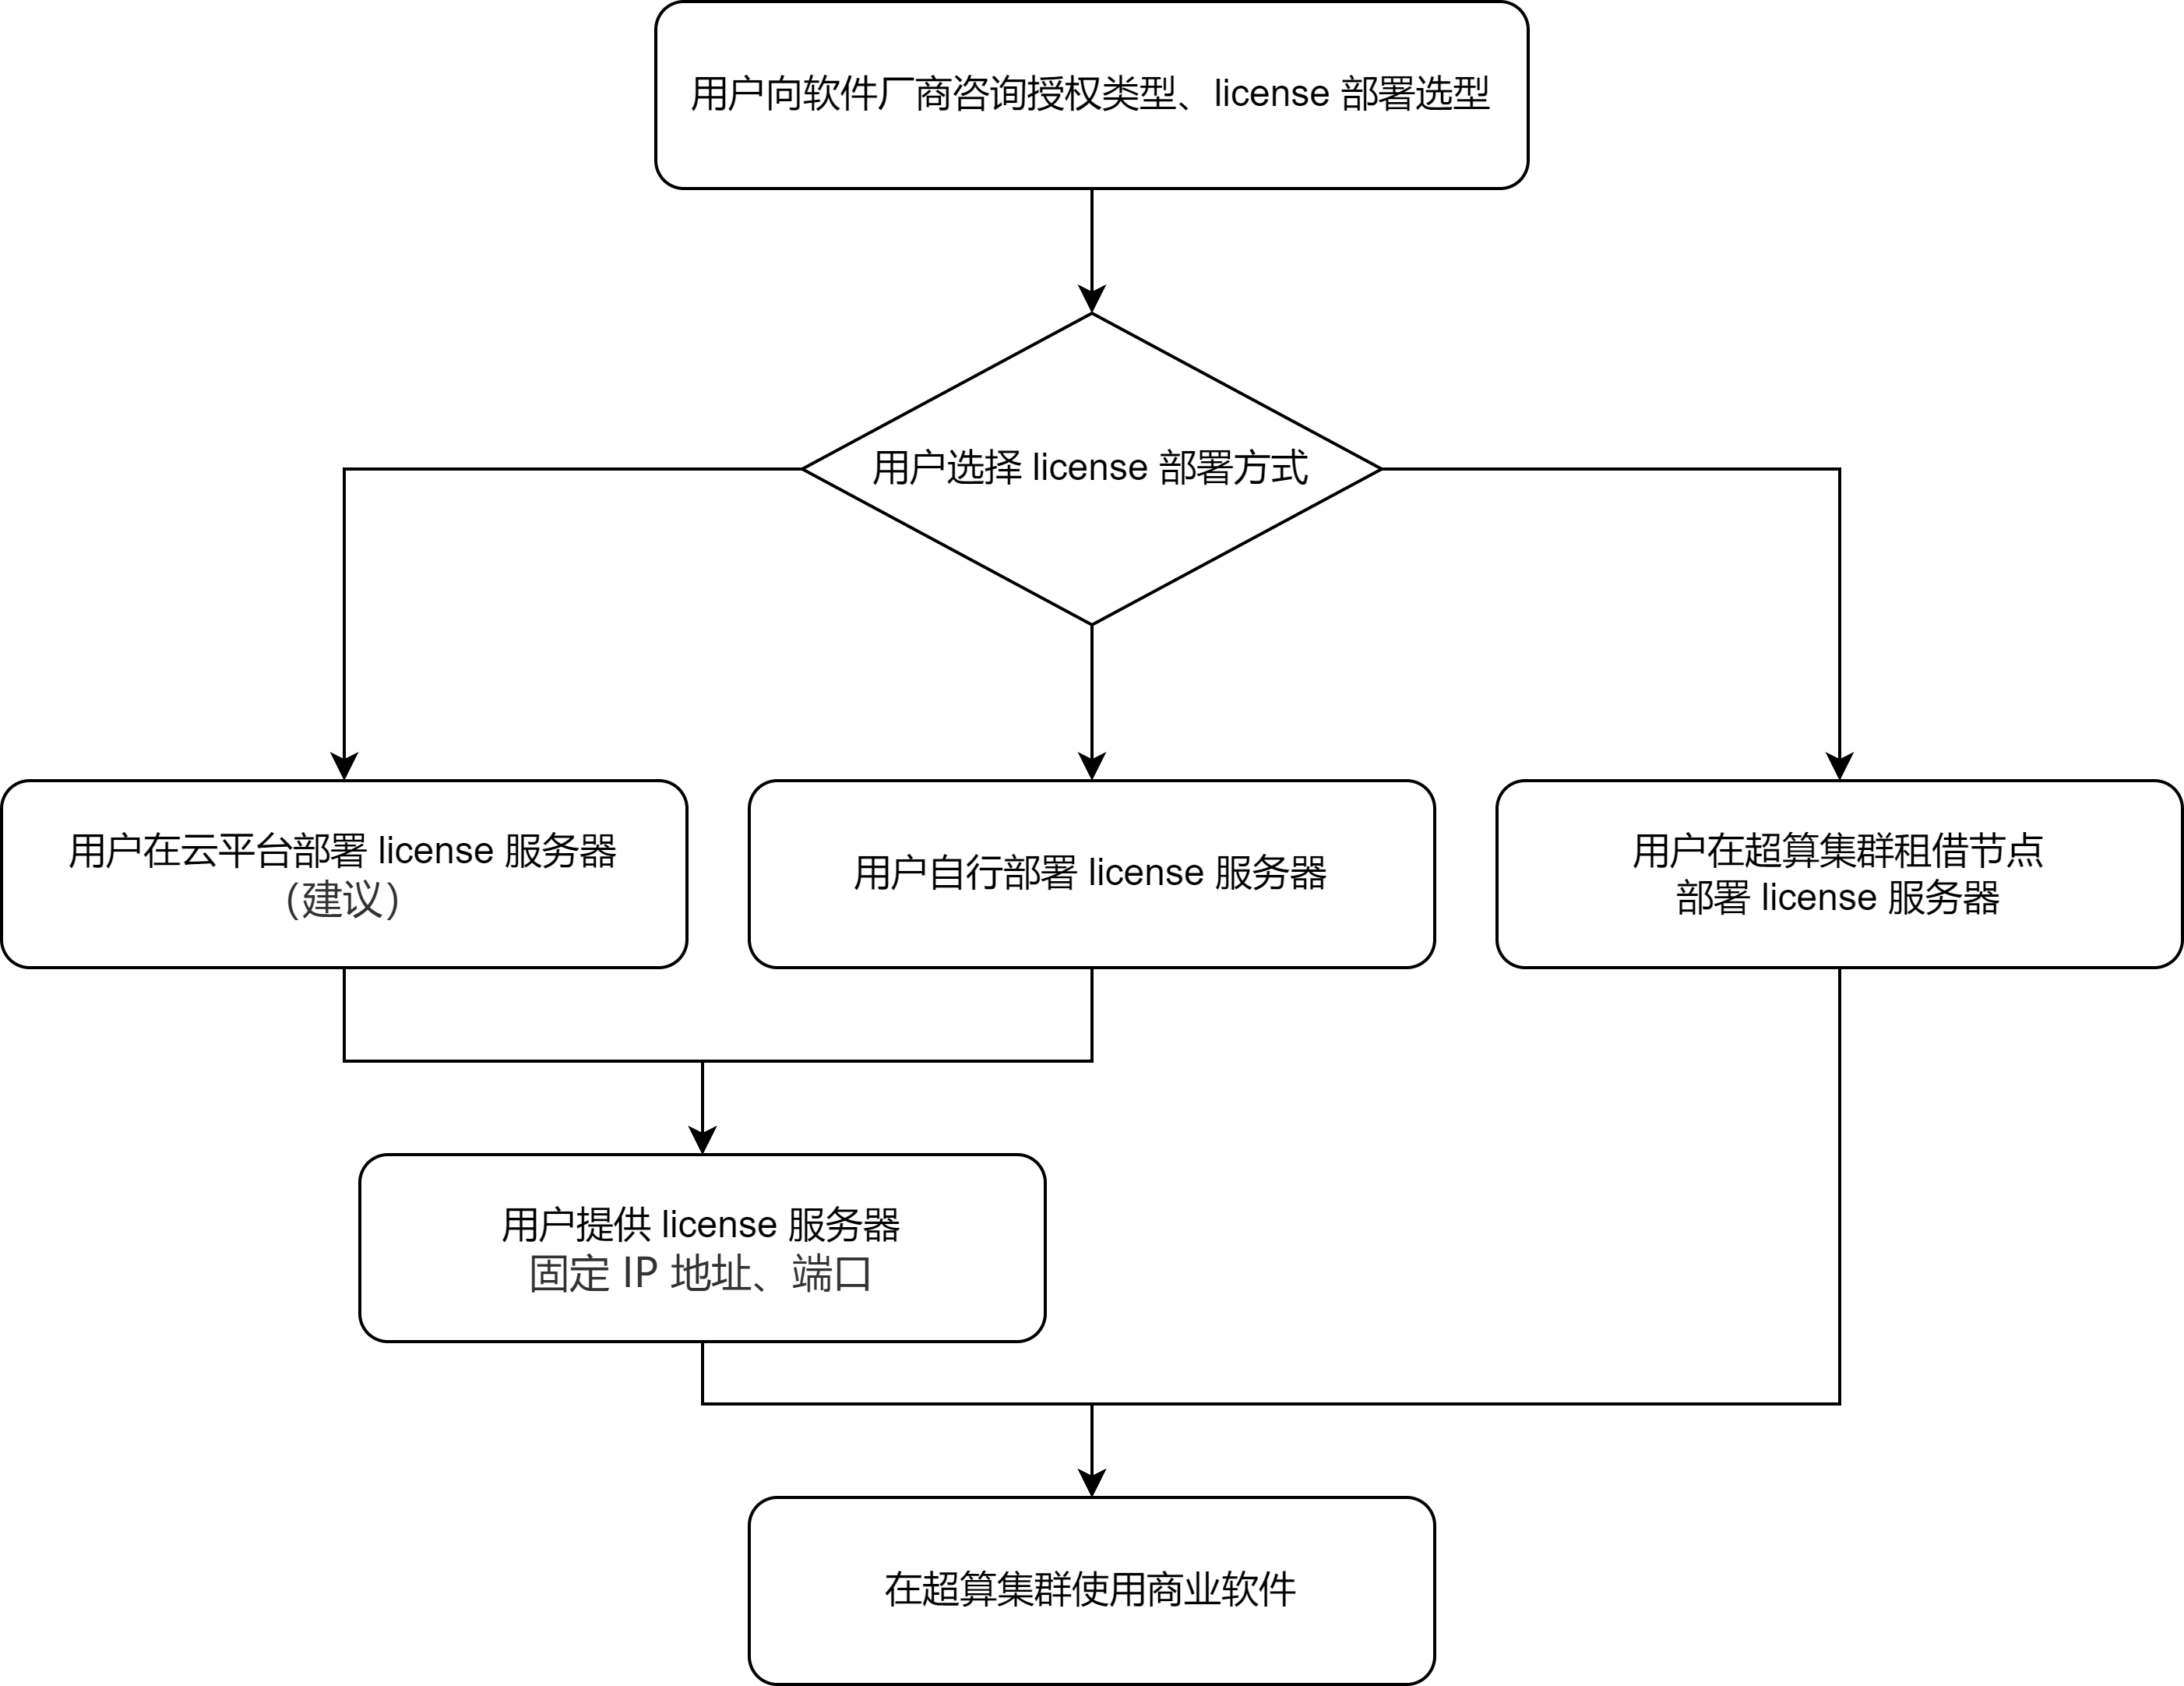 用户向软件厂商咨询授权类型、license 部署选型
用户选择 license 部署方式
用户在云平台部署 license 服务器
（建议）
用户自行部署 license 服务器
用户在超算集群租借节点
部署 license 服务器
用户提供 license 服务器
固定 IP 地址、端口
在超算集群使用商业软件